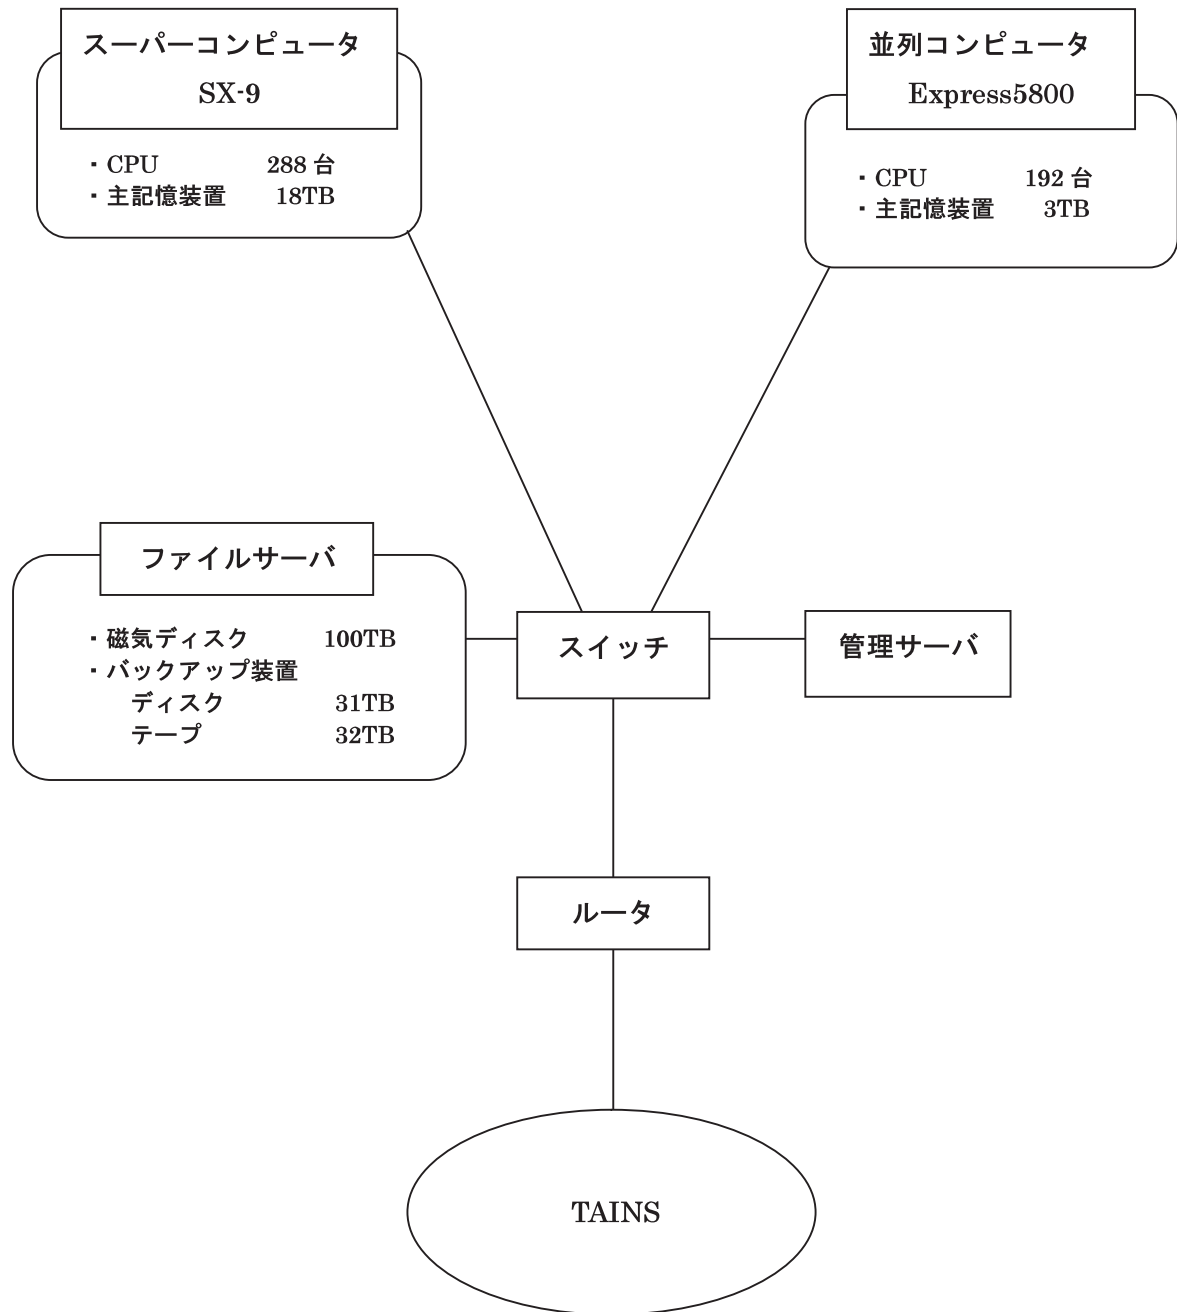 スーパーコンピュータ
SX-9
・CPU 288 台
・主記憶装置 18TB
並列コンピュータ
Express5800
・CPU 192 台
・主記憶装置 3TB
ファイルサーバ
・磁気ディスク 100TB
・バックアップ装置
ディスク 31TB
テープ 32TB
スイッチ
管理サーバ
ルータ
TAINS